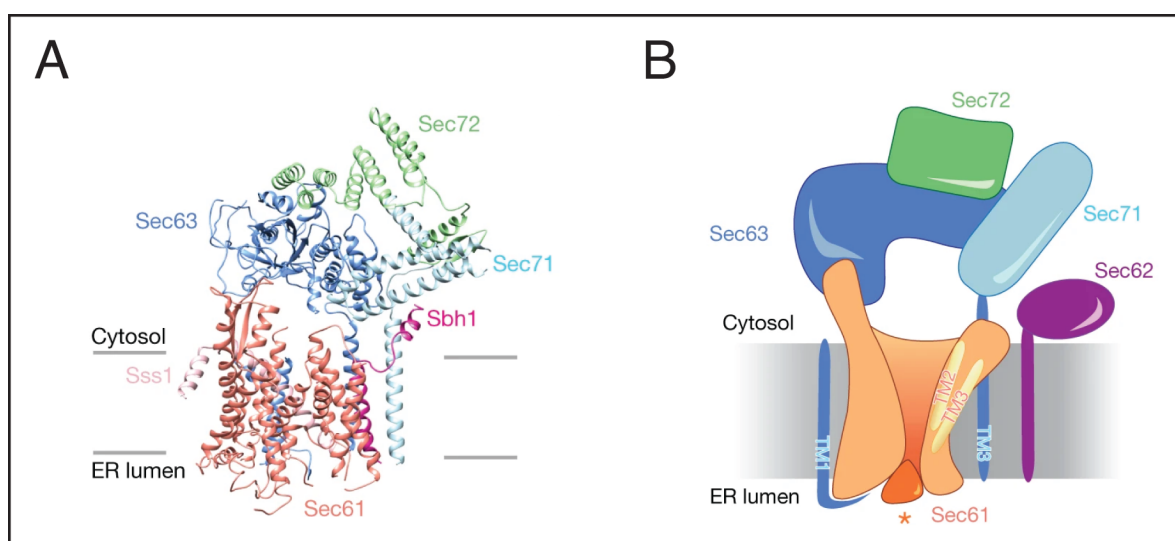 A
Sec72
Sec63
Sec71
Sbh1
Cytosol
Sss1
ER lumen
Sec61
B
Sec72
Sec63
Sec71
Sec62
Cytosol
TM2
TM3
TM1
TM3
ER lumen
*
Sec61